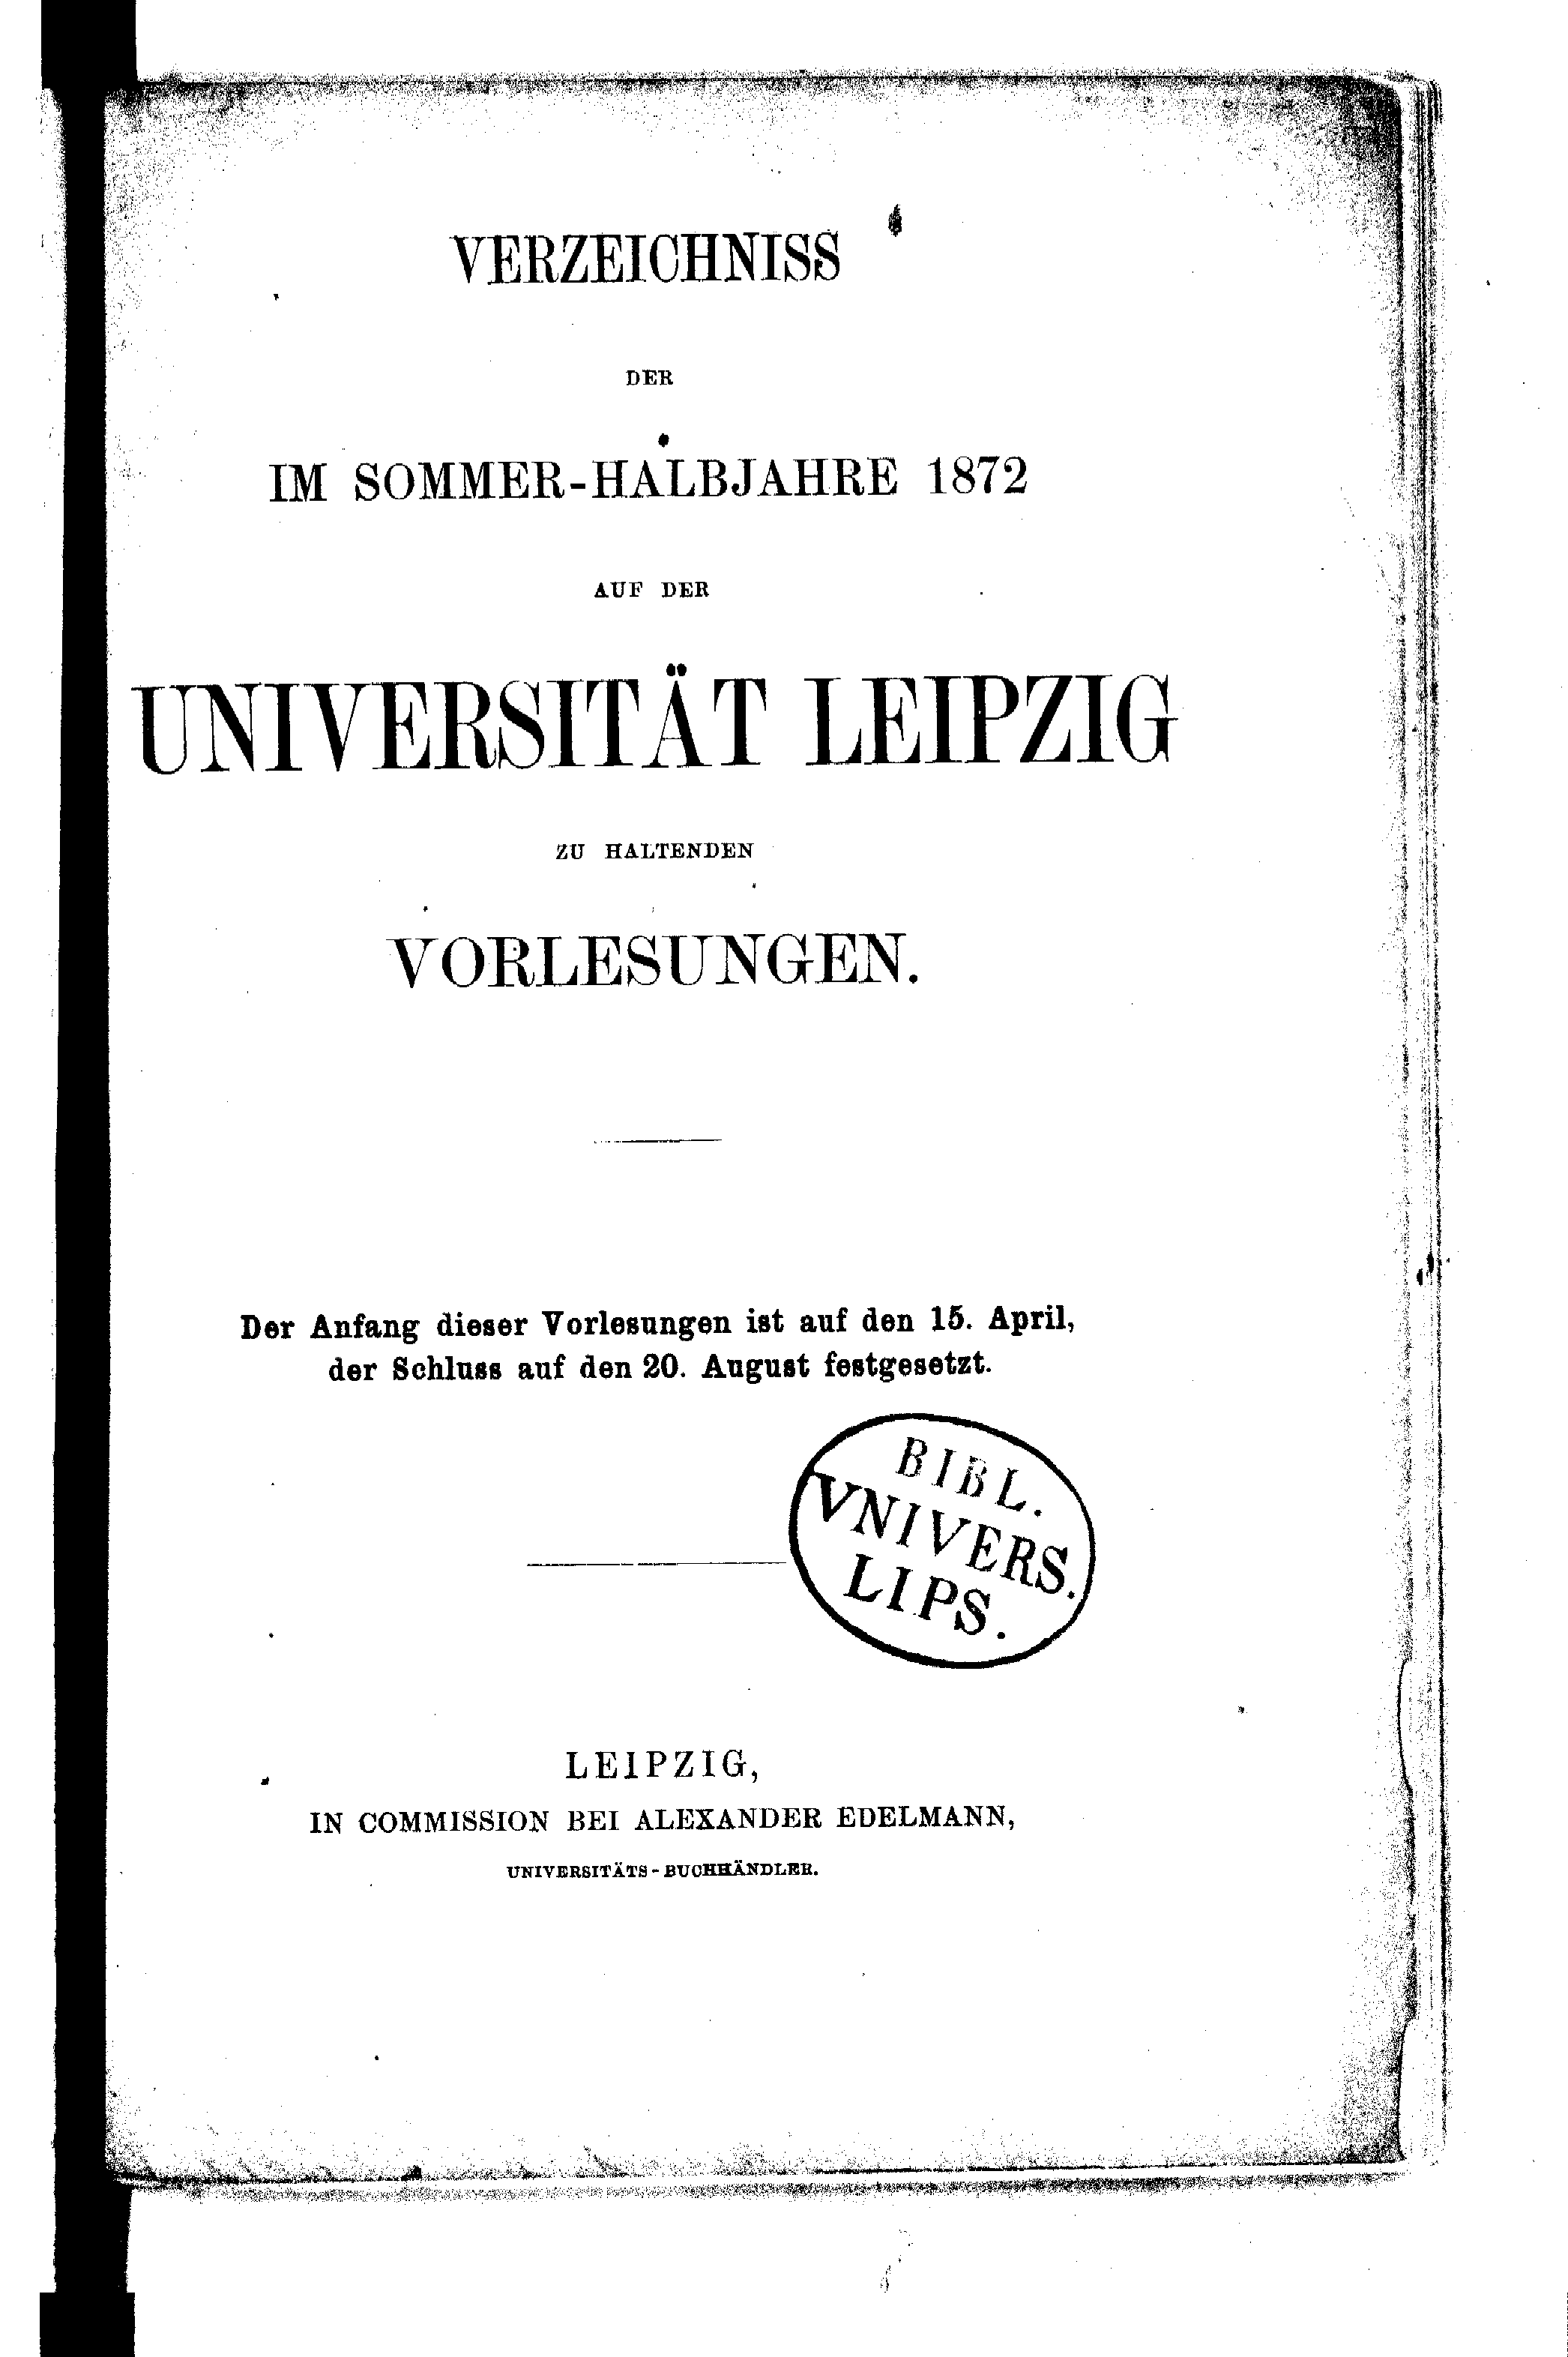 VERZEICHNISS
DER
IM SOMMER-HALBJAHRE 1872
AUF DER
UNIVERSITÄT LEIPZIG
ZU HALTENDEN
VORLESUNGEN.
Der Anfang dieser Vorlesungen ist auf den 15. April,
der Schluss auf den 20. August festgesetzt.
BIBL.
VNIVERS.
LIPS.
LEIPZIG,
IN COMMISSION BEI ALEXANDER EDELMANN,
UNIVERSITÄTS-BUCHHÄNDLER.